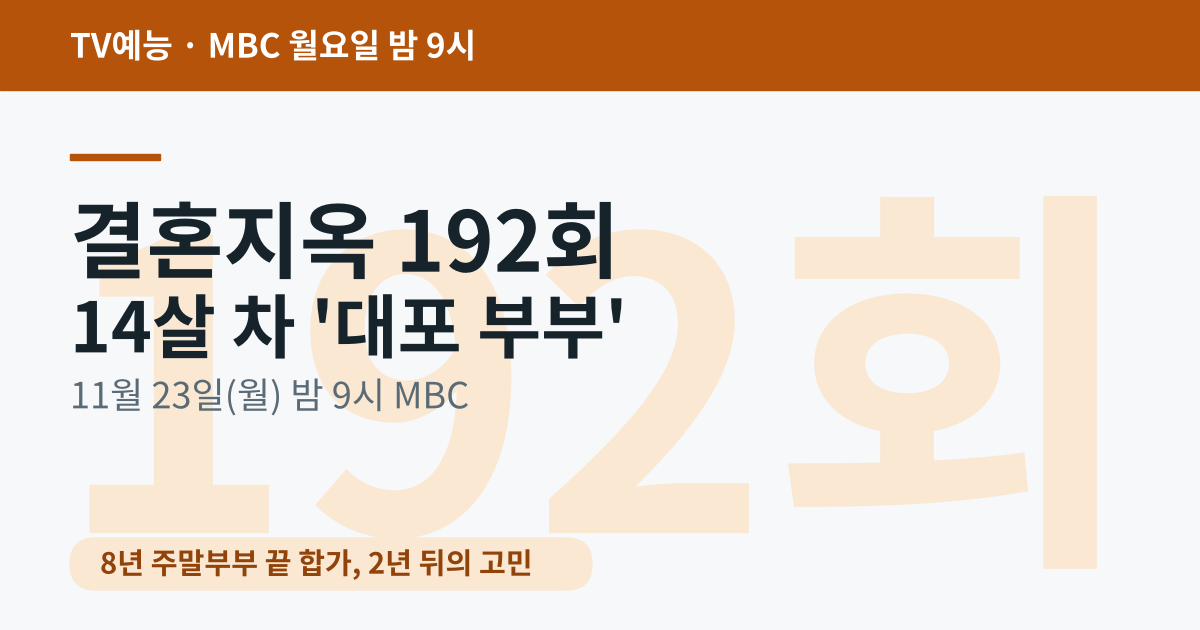 TV예능 · MBC 월요일 밤 9시
결혼지옥 192회
14살 차 '대포 부부'
11월 23일(월) 밤 9시 MBC
192회
8년 주말부부 끝 합가, 2년 뒤의 고민